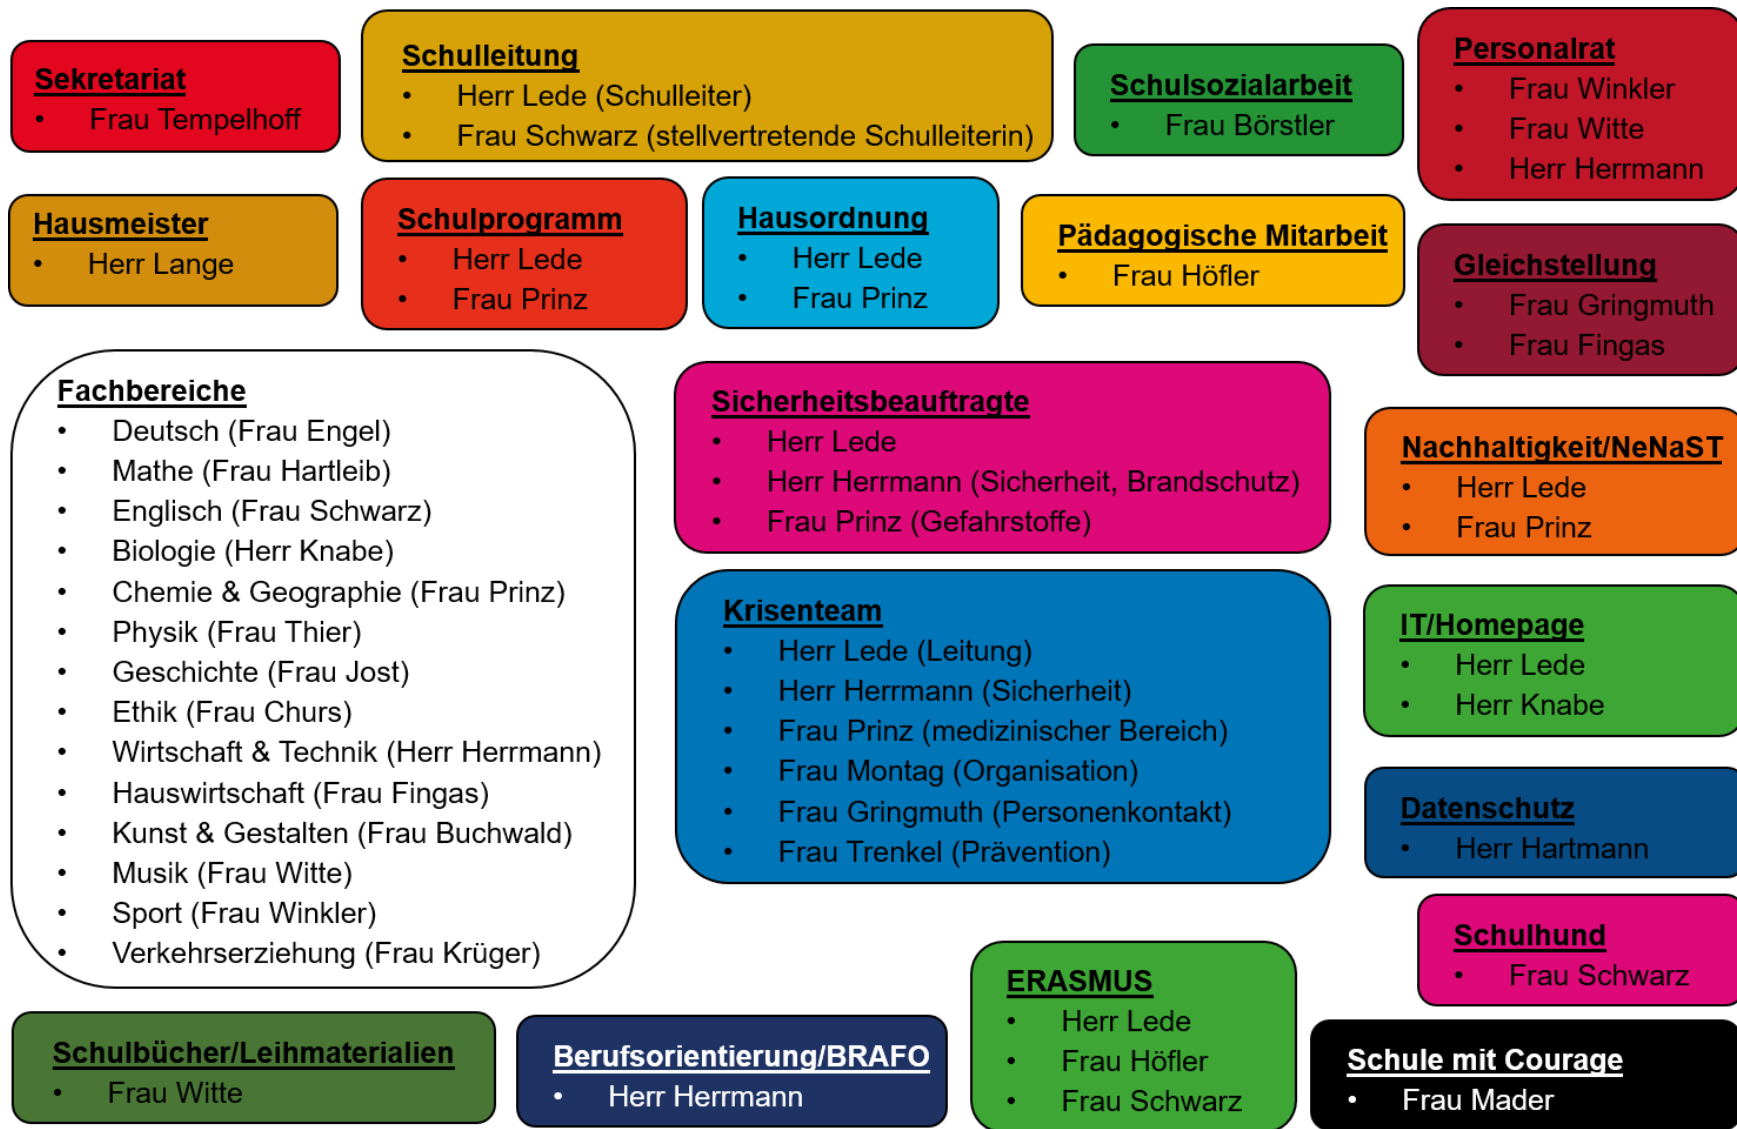 Sekretariat
• Frau Tempelhoff
Schulleitung
• Herr Lede (Schulleiter)
• Frau Schwarz (stellvertretende Schulleiterin)
Schulsozialarbeit
• Frau Börstler
Personalrat
• Frau Winkler
• Frau Witte
• Herr Herrmann
Hausmeister
• Herr Lange
Schulprogramm
• Herr Lede
• Frau Prinz
Hausordnung
• Herr Lede
• Frau Prinz
Pädagogische Mitarbeit
• Frau Höfler
Gleichstellung
• Frau Gringmuth
• Frau Fingas
Fachbereiche
• Deutsch (Frau Engel)
• Mathe (Frau Hartleib)
• Englisch (Frau Schwarz)
• Biologie (Herr Knabe)
• Chemie & Geographie (Frau Prinz)
• Physik (Frau Thier)
• Geschichte (Frau Jost)
• Ethik (Frau Churs)
• Wirtschaft & Technik (Herr Herrmann)
• Hauswirtschaft (Frau Fingas)
• Kunst & Gestalten (Frau Buchwald)
• Musik (Frau Witte)
• Sport (Frau Winkler)
• Verkehrserziehung (Frau Krüger)
Sicherheitsbeauftragte
• Herr Lede
• Herr Herrmann (Sicherheit, Brandschutz)
• Frau Prinz (Gefahrstoffe)
Nachhaltigkeit/NeNaST
• Herr Lede
• Frau Prinz
Krisenteam
• Herr Lede (Leitung)
• Herr Herrmann (Sicherheit)
• Frau Prinz (medizinischer Bereich)
• Frau Montag (Organisation)
• Frau Gringmuth (Personenkontakt)
• Frau Trenkel (Prävention)
IT/Homepage
• Herr Lede
• Herr Knabe
Datenschutz
• Herr Hartmann
Schulhund
• Frau Schwarz
Schulbücher/Leihmaterialien
• Frau Witte
Berufsorientierung/BRAFO
• Herr Herrmann
ERASMUS
• Herr Lede
• Frau Höfler
• Frau Schwarz
Schule mit Courage
• Frau Mader